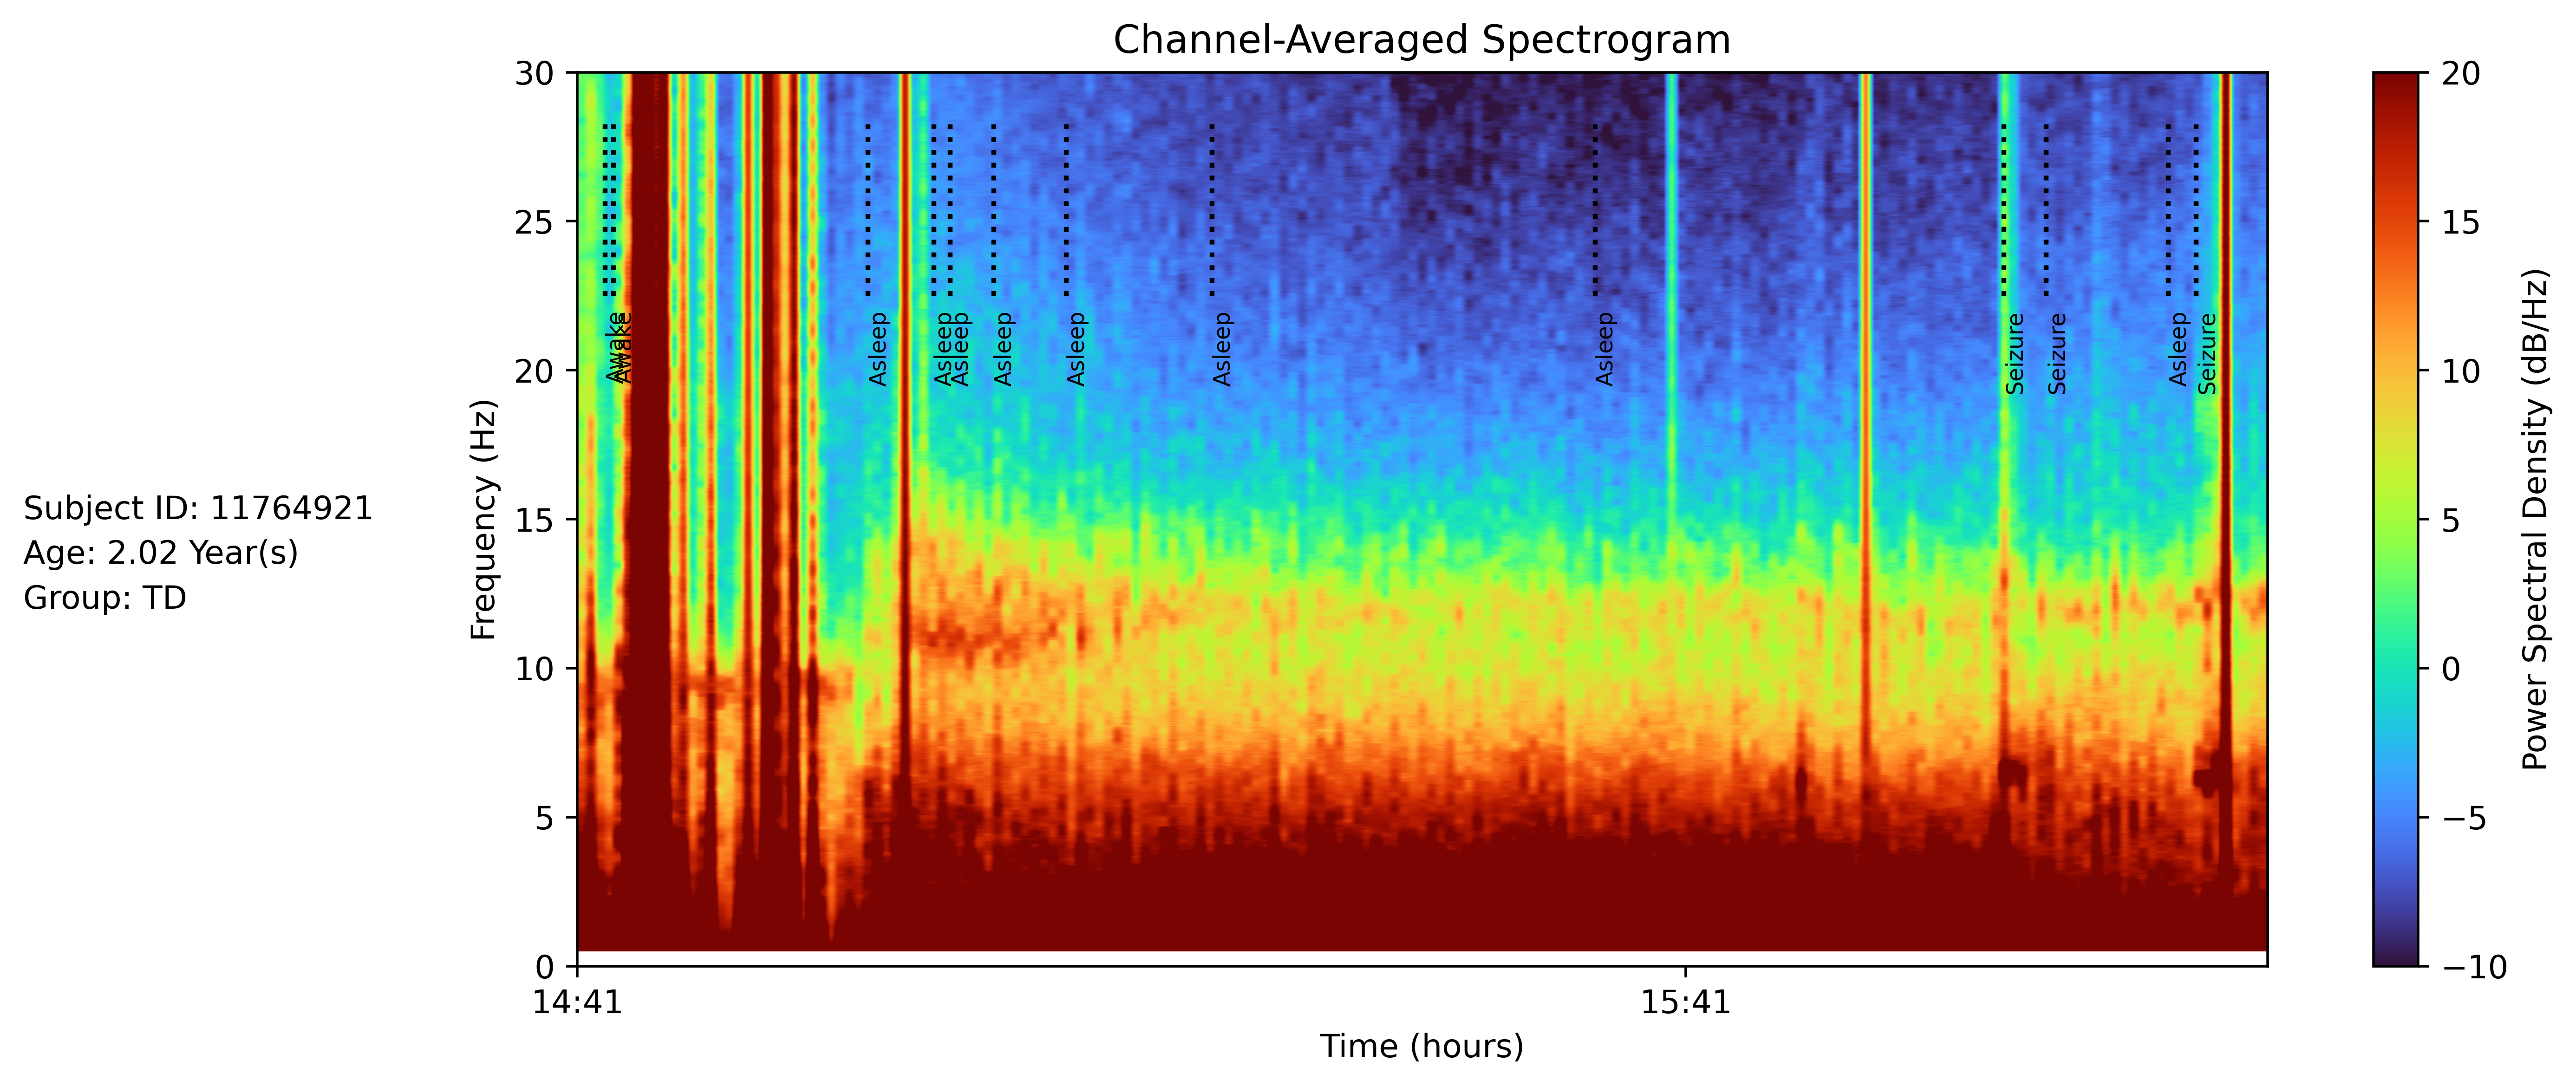 Channel-Averaged Spectrogram
Subject ID: 11764921
Age: 2.02 Year(s)
Group: TD
Frequency (Hz)
30
25
20
15
10
5
0
Awake
Awake
Asleep
Asleep
Asleep
Asleep
Asleep
Asleep
Asleep
Seizure
Seizure
Asleep
Seizure
14:41
15:41
Time (hours)
20
15
10
5
0
−5
−10
Power Spectral Density (dB/Hz)